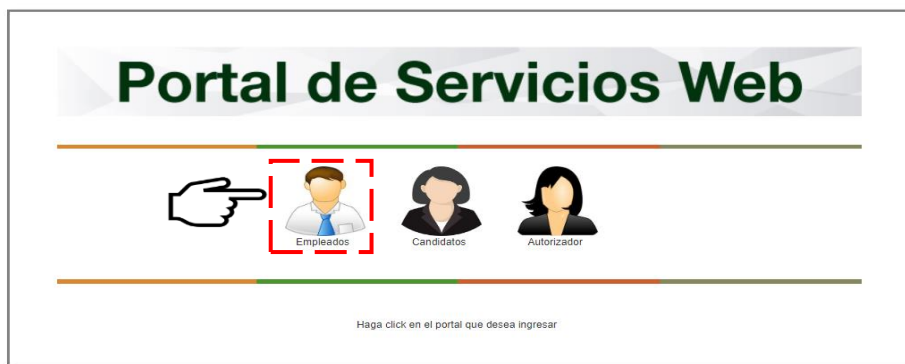 Portal de Servicios Web
Empleados
Candidatos
Autorizador
Haga click en el portal que desea ingresar